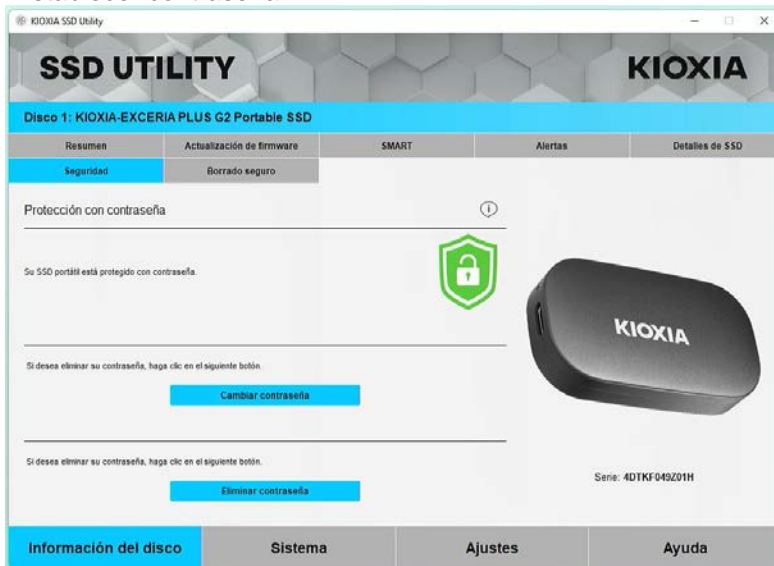 KIOXIA SSD Utility
SSD UTILITY
KIOXIA
Disco 1: KIOXIA-EXCERIA PLUS G2 Portable SSD
Resumen Actualización de firmware SMART Alertas Detalles de SSD
Seguridad Borrado seguro
Protección con contraseña
Su SSD portátil está protegido con contraseña.
KIOXIA
Si desea eliminar su contraseña, haga clic en el siguiente botón.
Cambiar contraseña
Si desea eliminar su contraseña, haga clic en el siguiente botón.
Eliminar contraseña
Serie: 4DTKF049Z01H
Información del disco Sistema Ajustes Ayuda